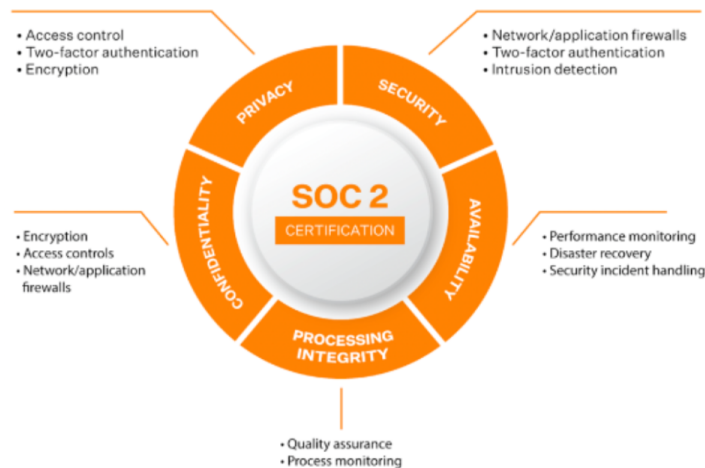 • Access control
• Two-factor authentication
• Encryption
• Network/application firewalls
• Two-factor authentication
• Intrusion detection
PRIVACY
SECURITY
SOC 2
CERTIFICATION
CONFIDENTIALITY
AVAILABILITY
• Encryption
• Access controls
• Network/application
firewalls
• Performance monitoring
• Disaster recovery
• Security incident handling
PROCESSING
INTEGRITY
• Quality assurance
• Process monitoring